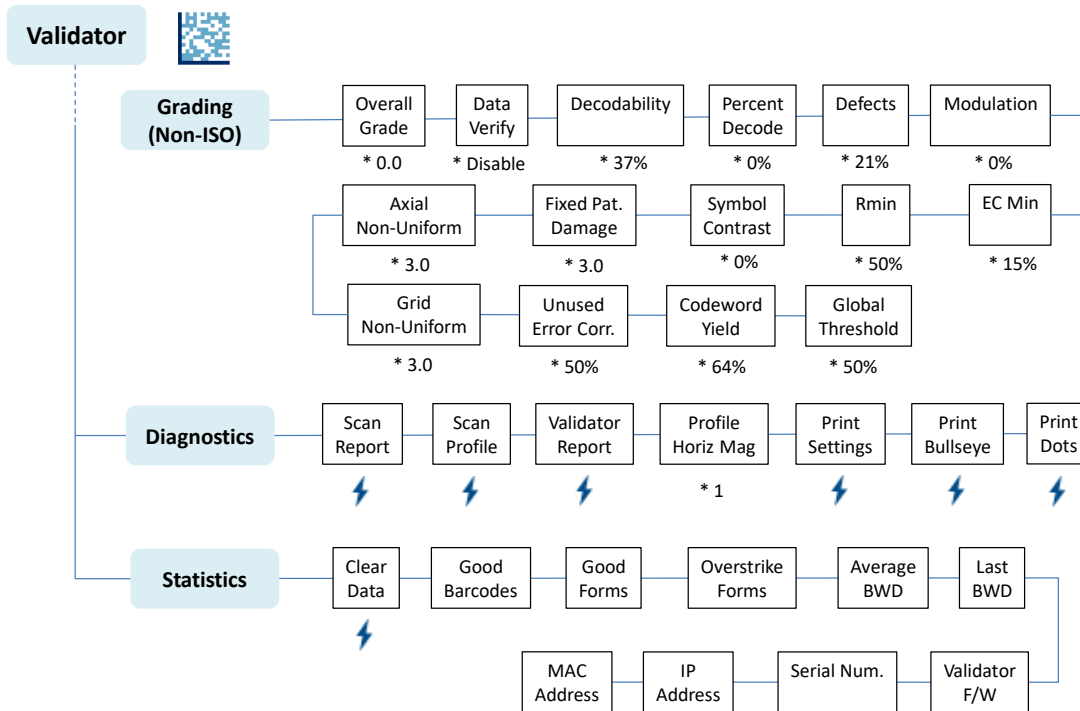 Validator
Grading
(Non-ISO)
Overall
Grade
* 0.0
Data
Verify
* Disable
Decodability
* 37%
Percent
Decode
* 0%
Defects
* 21%
Modulation
* 0%
Axial
Non-Uniform
* 3.0
Fixed Pat.
Damage
* 3.0
Symbol
Contrast
* 0%
Rmin
* 50%
EC Min
* 15%
Grid
Non-Uniform
* 3.0
Unused
Error Corr.
* 50%
Codeword
Yield
* 64%
Global
Threshold
* 50%
Diagnostics
Scan
Report
Scan
Profile
Validator
Report
Profile
Horiz Mag
* 1
Print
Settings
Print
Bullseye
Print
Dots
Statistics
Clear
Data
Good
Barcodes
Good
Forms
Overstrike
Forms
Average
BWD
Last
BWD
MAC
Address
IP
Address
Serial Num.
Validator
F/W